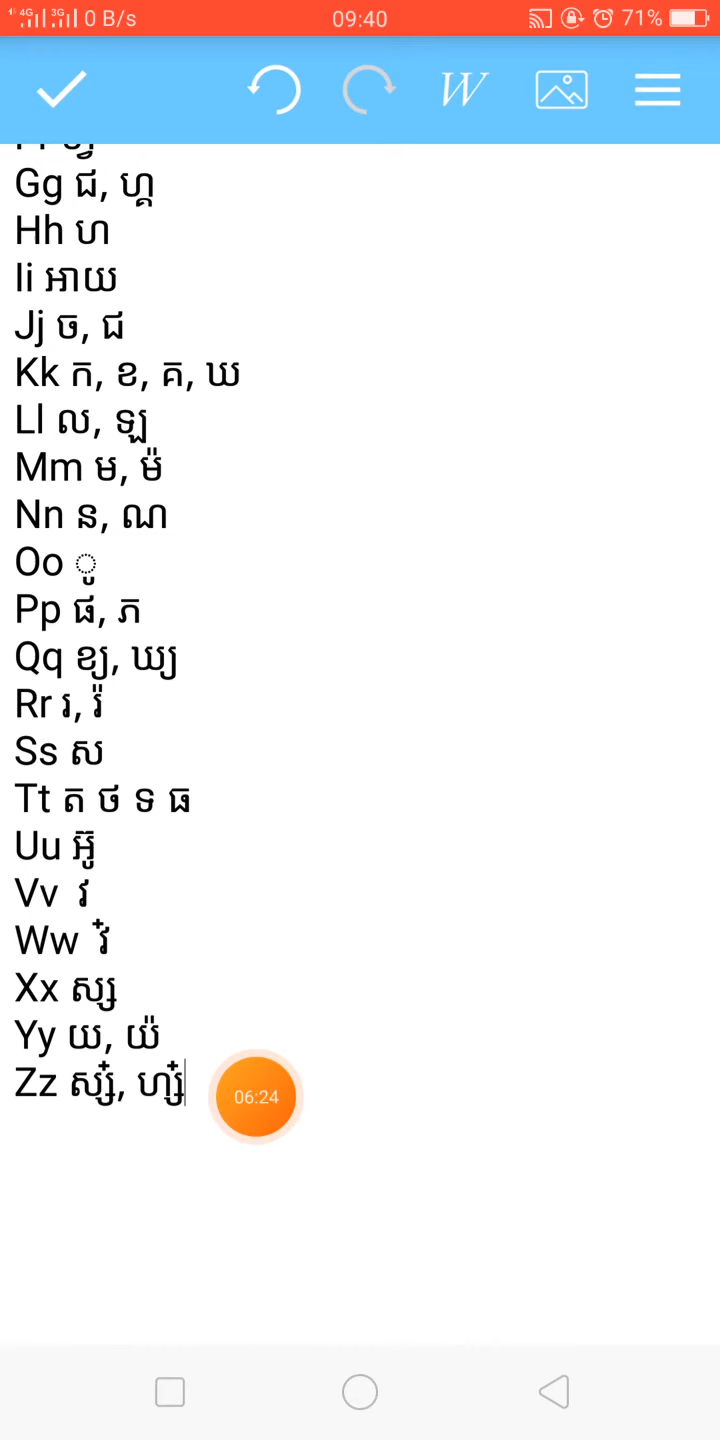 4G 3G 0 B/s 09:40 71%
W
Gg ជ, ហ្គ
Hh ហ
Ii អាយ
Jj ច, ជ
Kk ក, ខ, គ, ឃ
Ll ល, ឡ
Mm ម, ម៉
Nn ន, ណ
Oo ូ
Pp ផ, ភ
Qq ខ្យ, ឃ្យ
Rr រ, រ៉
Ss ស
Tt ត ថ ទ ធ
Uu អ៊ូ
Vv វ
Ww វ៎
Xx ស្ស
Yy យ, យ៉
Zz ស្ស៎, ហ្ស៎
06:24